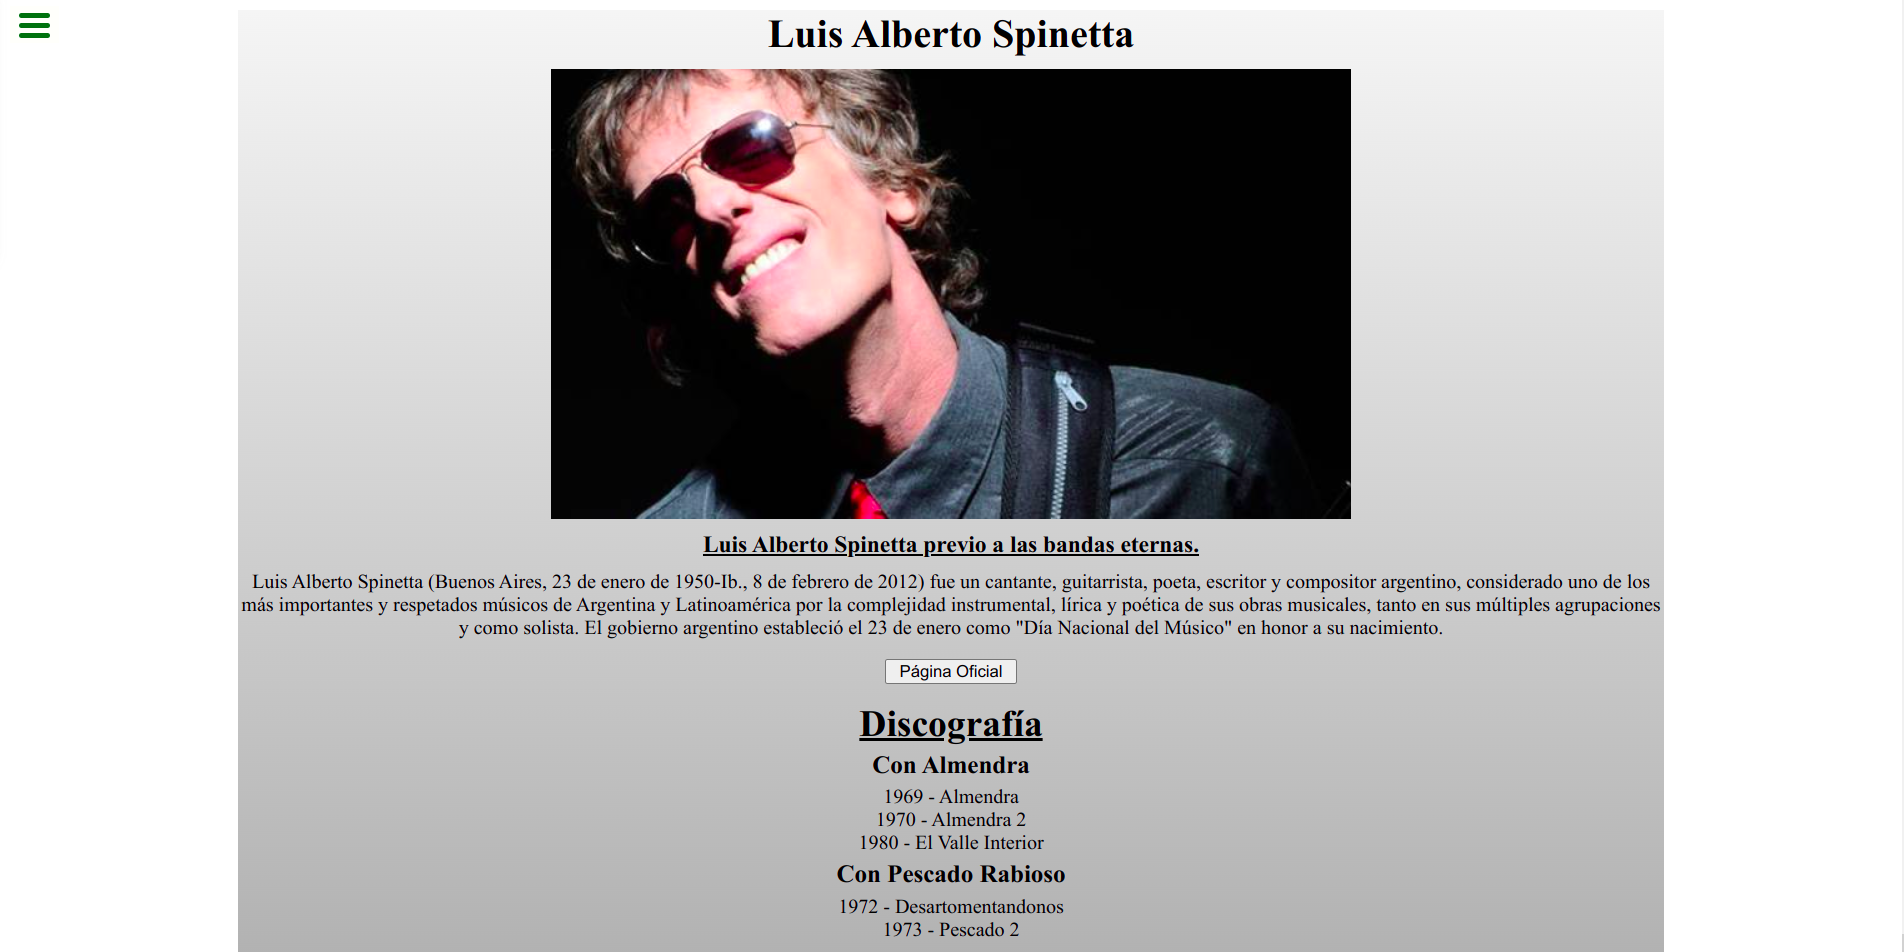 Luis Alberto Spinetta
Luis Alberto Spinetta previo a las bandas eternas.
Luis Alberto Spinetta (Buenos Aires, 23 de enero de 1950-Ib., 8 de febrero de 2012) fue un cantante, guitarrista, poeta, escritor y compositor argentino, considerado uno de los
más importantes y respetados músicos de Argentina y Latinoamérica por la complejidad instrumental, lírica y poética de sus obras musicales, tanto en sus múltiples agrupaciones
y como solista. El gobierno argentino estableció el 23 de enero como "Día Nacional del Músico" en honor a su nacimiento.
Página Oficial
Discografía
Con Almendra
1969 - Almendra
1970 - Almendra 2
1980 - El Valle Interior
Con Pescado Rabioso
1972 - Desartomentandonos
1973 - Pescado 2